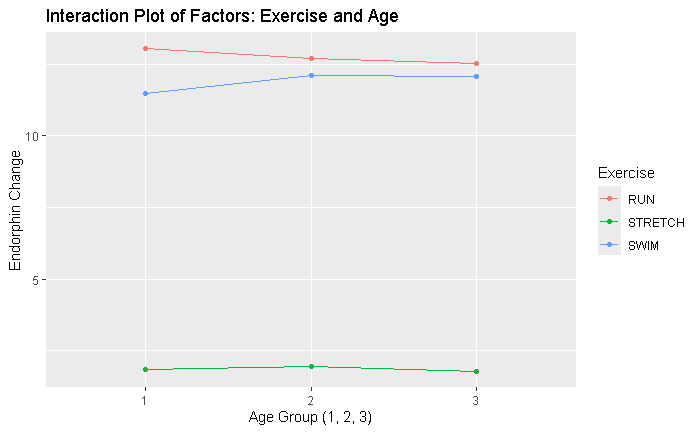 Interaction Plot of Factors: Exercise and Age
Endorphin Change
10
5
1
2
3
Age Group (1, 2, 3)
Exercise
RUN
STRETCH
SWIM